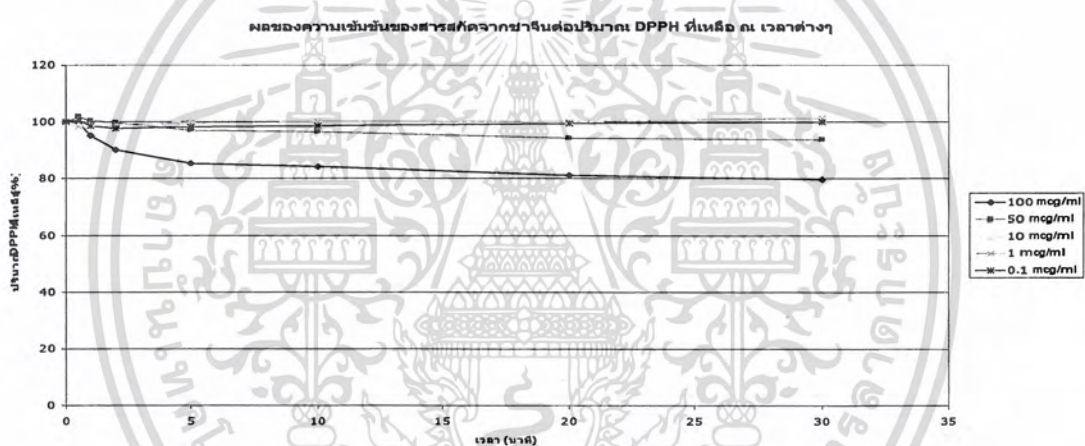 ผลของความเข้มข้นของสารสกัดจากชาจีนต่อปริมาณ DPPH ที่เหลือ ณ เวลาต่างๆ
120
100
80
60
40
20
0
0 5 10 15 20 25 30 35
เวลา (นาที)
100 mcg/ml
50 mcg/ml
10 mcg/ml
1 mcg/ml
0.1 mcg/ml